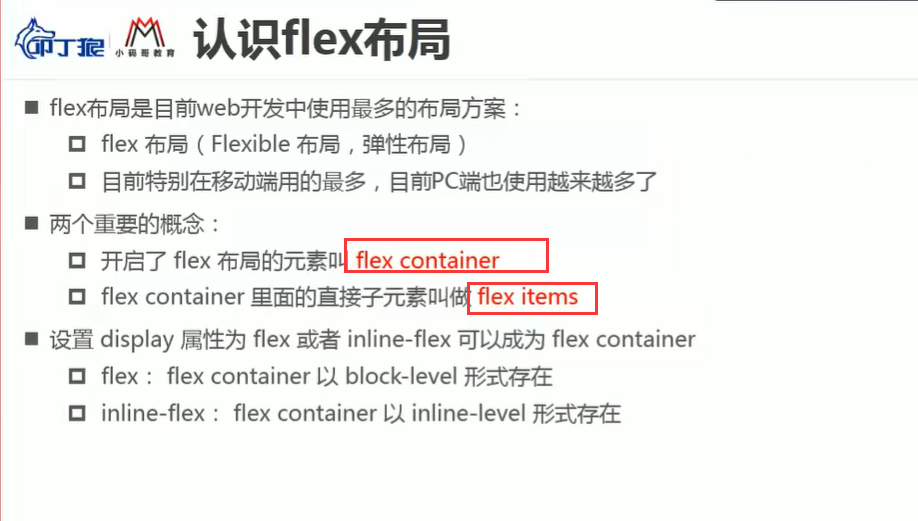 叩丁狼
小码哥教育
认识flex布局
flex布局是目前web开发中使用最多的布局方案：
flex 布局（Flexible 布局，弹性布局）
目前特别在移动端用的最多，目前PC端也使用越来越多了
两个重要的概念：
开启了 flex 布局的元素叫 flex container
flex container 里面的直接子元素叫做 flex items
设置 display 属性为 flex 或者 inline-flex 可以成为 flex container
flex： flex container 以 block-level 形式存在
inline-flex： flex container 以 inline-level 形式存在